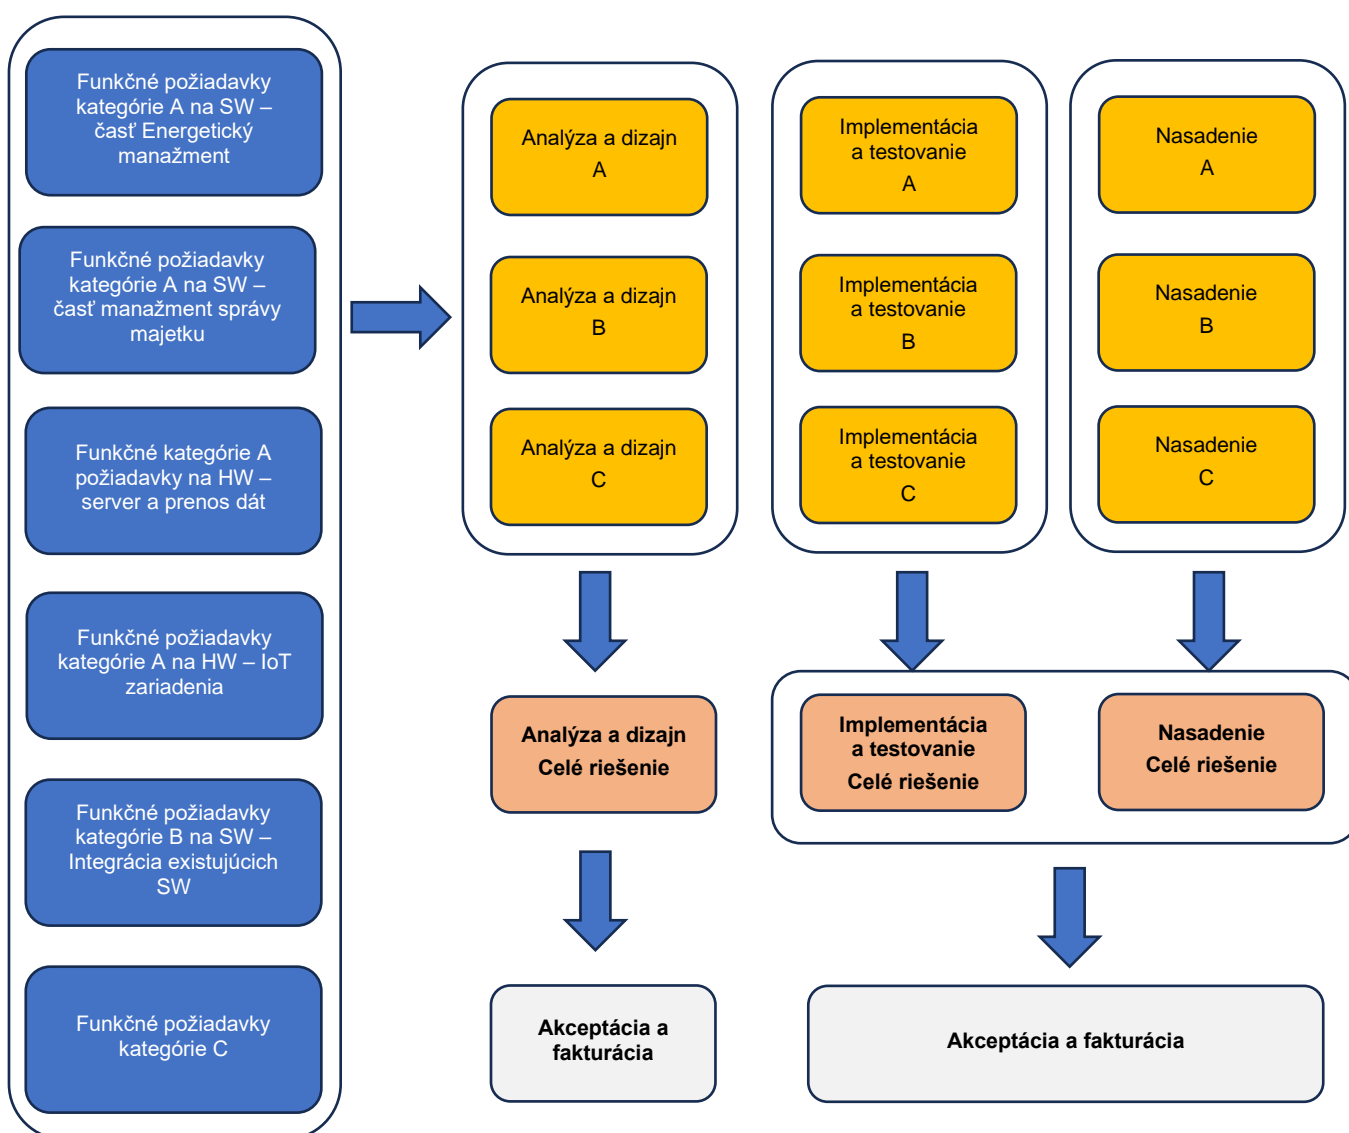 Funkčné požiadavky
kategórie A na SW –
časť Energetický
manažment
Funkčné požiadavky
kategórie A na SW –
časť manažment správy
majetku
Funkčné kategórie A
požiadavky na HW –
server a prenos dát
Funkčné požiadavky
kategórie A na HW – IoT
zariadenia
Funkčné požiadavky
kategórie B na SW –
Integrácia existujúcich
SW
Funkčné požiadavky
kategórie C
Analýza a dizajn
A
Analýza a dizajn
B
Analýza a dizajn
C
Implementácia
a testovanie
A
Implementácia
a testovanie
B
Implementácia
a testovanie
C
Nasadenie
A
Nasadenie
B
Nasadenie
C
Analýza a dizajn
Celé riešenie
Implementácia
a testovanie
Celé riešenie
Nasadenie
Celé riešenie
Akceptácia a
fakturácia
Akceptácia a fakturácia